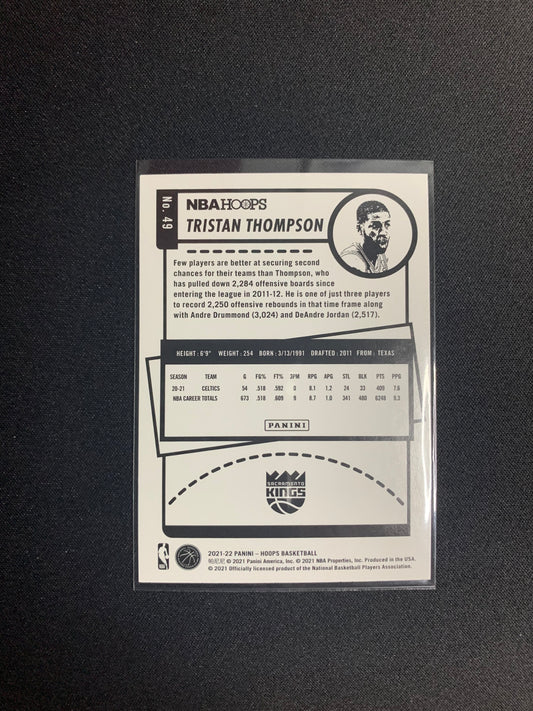 No. 49
NBA HOOPS
TRISTAN THOMPSON
Few players are better at securing second
chances for their teams than Thompson, who
has pulled down 2,284 offensive boards since
entering the league in 2011-12. He is one of just three players
to record 2,250 offensive rebounds in that time frame along
with Andre Drummond (3,024) and DeAndre Jordan (2,517).
HEIGHT: 6'9" WEIGHT: 254 BORN: 3/13/1991 DRAFTED: 2011 FROM: TEXAS
SEASON TEAM G FG% FT% 3PM RPG APG STL BLK PTS PPG
20-21 CELTICS 54 .518 .592 0 8.1 1.2 24 33 409 7.6
NBA CAREER TOTALS 673 .518 .609 9 8.7 1.0 341 480 6248 9.3
PANINI
SACRAMENTO
KINGS
2021-22 PANINI – HOOPS BASKETBALL
帕尼尼 © 2021 Panini America, Inc. © 2021 NBA Properties, Inc. Produced in the USA.
© 2021 Officially licensed product of the National Basketball Players Association.